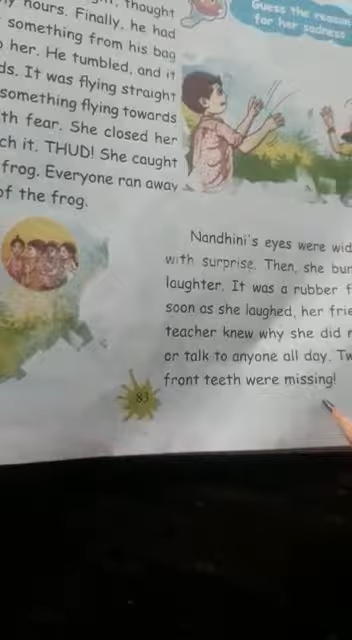 thought
hours. Finally, he had
something from his bag
her. He tumbled, and it
ds. It was flying straight
something flying towards
th fear. She closed her
ch it. THUD! She caught
frog. Everyone ran away
of the frog.
Guess the reason
for her sadness
Nandhini's eyes were wid
with surprise. Then, she bur
laughter. It was a rubber f
soon as she laughed, her frie
teacher knew why she did n
or talk to anyone all day. Tw
front teeth were missing!
83